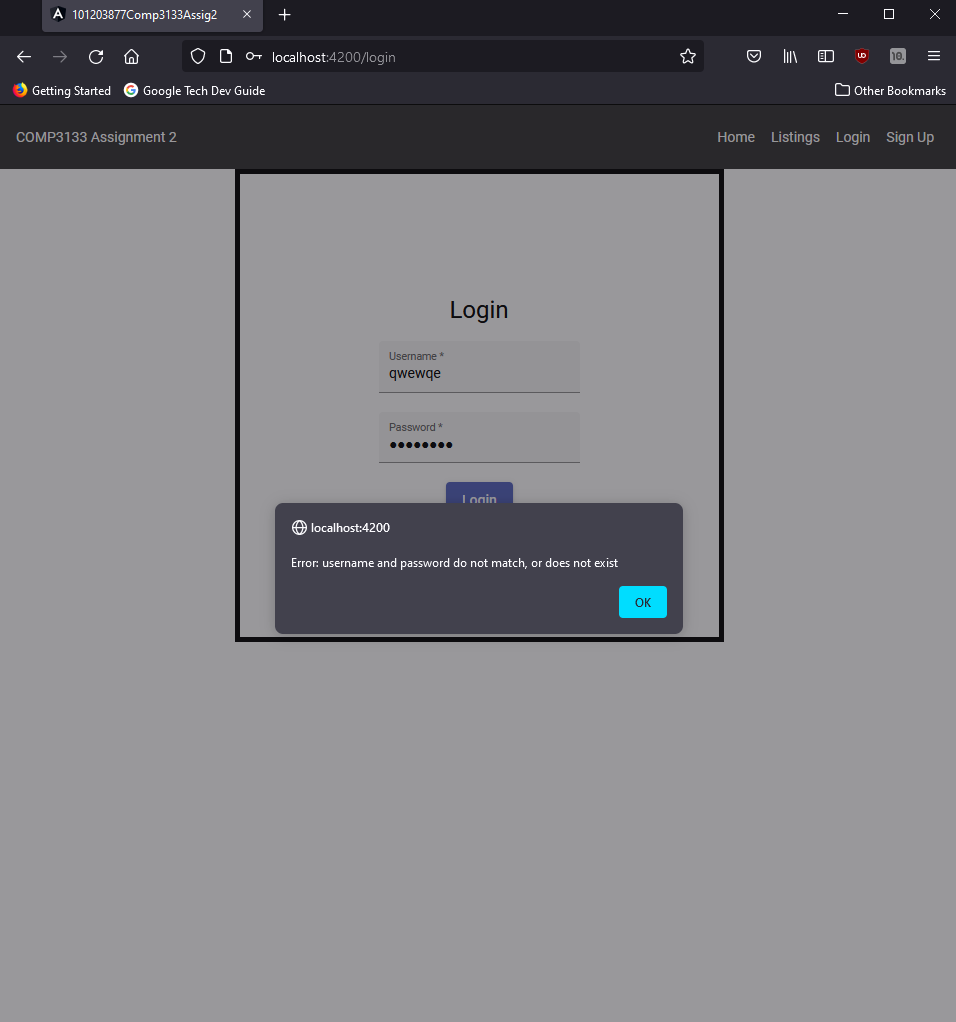 101203877Comp3133Assig2
localhost:4200/login
Getting Started
Google Tech Dev Guide
Other Bookmarks
COMP3133 Assignment 2
Home
Listings
Login
Sign Up
Login
Username *
qwewqe
Password *
••••••••
Login
localhost:4200
Error: username and password do not match, or does not exist
OK